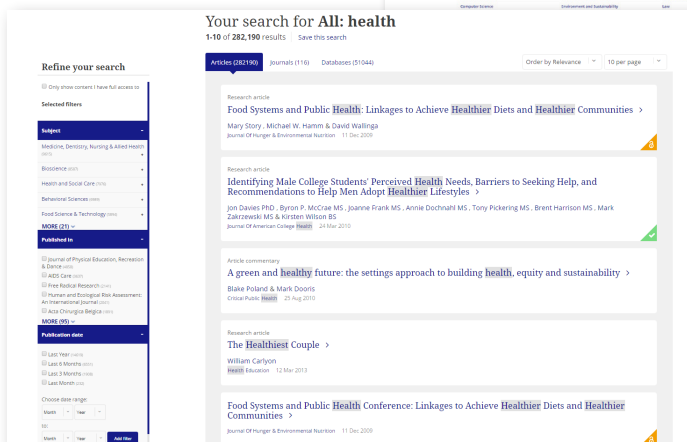 Computer Science
Environment and Sustainability
Law
Your search for All: health
1-10 of 282,190 results
Save this search
Refine your search
Only show content I have full access to
Selected filters
Subject
Medicine, Dentistry, Nursing & Allied Health
Bioscience
Health and Social Care
Behavioral Sciences
Food Science & Technology
MORE (21)
Published in
Journal of Physical Education, Recreation
& Dance
AIDS Care
Free Radical Research
Human and Ecological Risk Assessment:
An International Journal
Acta Chirurgica Belgica
MORE (95)
Publication date
Last Year
Last 6 Months
Last 3 Months
Last Month
Choose date range:
Month Year
to:
Month Year Add filter
Articles (282190) Journals (116) Databases (51044)
Order by Relevance 10 per page
Research article
Food Systems and Public Health: Linkages to Achieve Healthier Diets and Healthier Communities
Mary Story , Michael W. Hamm & David Wallinga
Journal Of Hunger & Environmental Nutrition 11 Dec 2009
Research article
Identifying Male College Students' Perceived Health Needs, Barriers to Seeking Help, and
Recommendations to Help Men Adopt Healthier Lifestyles
Jon Davies PhD , Byron P. McCrae MS , Joanne Frank MS , Annie Dochnahl MS , Tony Pickering MS , Brent Harrison MS , Mark
Zakrzewski MS & Kirsten Wilson BS
Journal Of American College Health 24 Mar 2010
Article commentary
A green and healthy future: the settings approach to building health, equity and sustainability
Blake Poland & Mark Dooris
Critical Public Health 25 Aug 2010
Research article
The Healthiest Couple
William Carlyon
Health Education 12 Mar 2013
Food Systems and Public Health Conference: Linkages to Achieve Healthier Diets and Healthier
Communities
Journal Of Hunger & Environmental Nutrition 11 Dec 2009